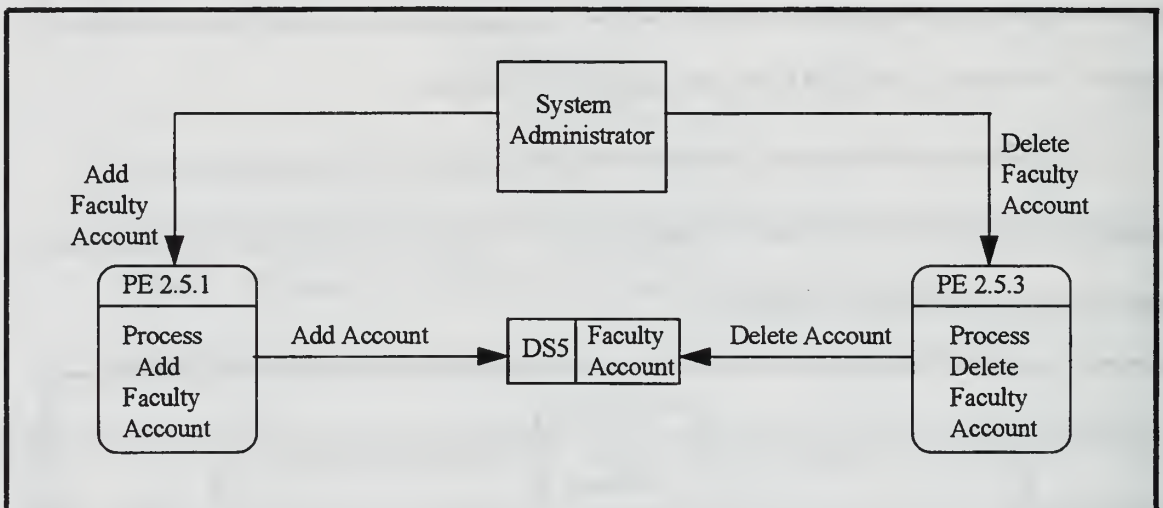 System
Administrator
Add
Faculty
Account
Delete
Faculty
Account
PE 2.5.1
Process
Add
Faculty
Account
Add Account
DS5
Faculty
Account
Delete Account
PE 2.5.3
Process
Delete
Faculty
Account